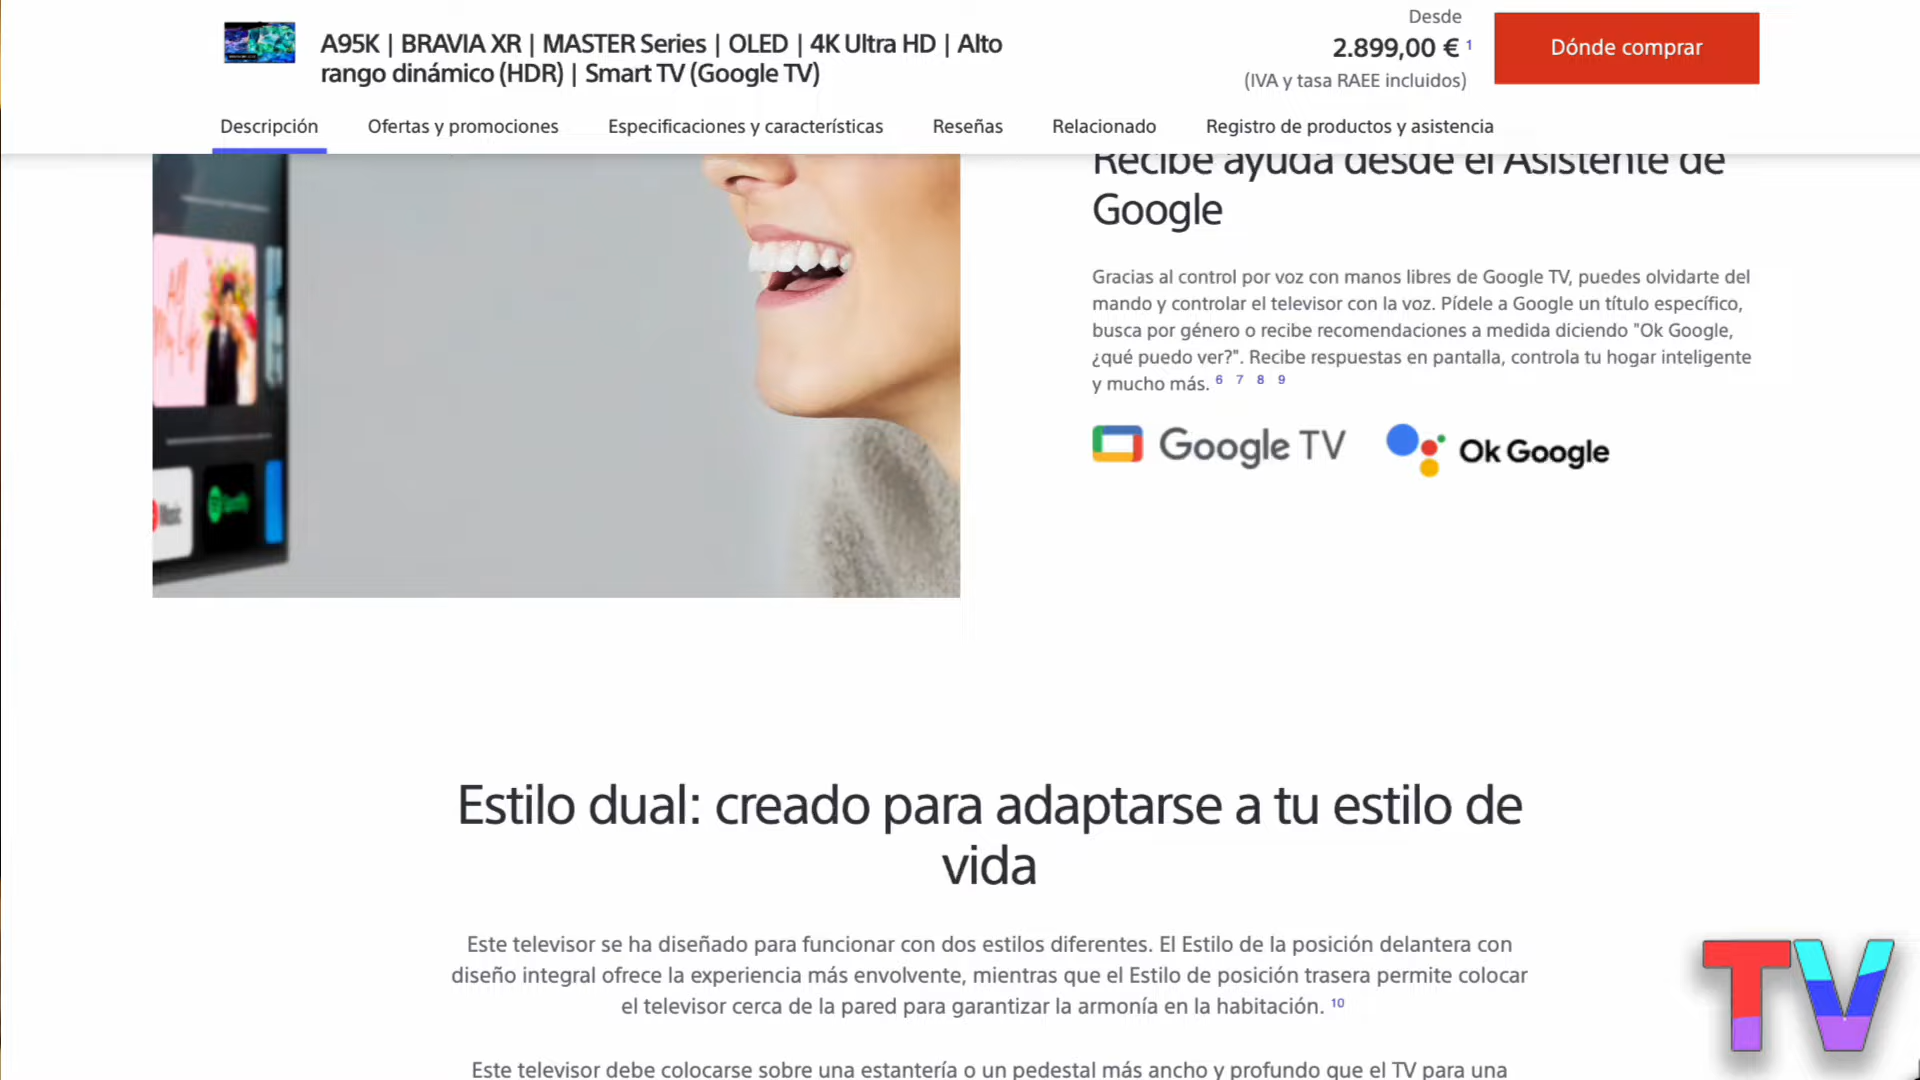 A95K | BRAVIA XR | MASTER Series | OLED | 4K Ultra HD | Alto
rango dinámico (HDR) | Smart TV (Google TV)
Desde
2.899,00 € 1
(IVA y tasa RAEE incluidos)
Dónde comprar
Descripción
Ofertas y promociones
Especificaciones y características
Reseñas
Relacionado
Registro de productos y asistencia
Recibe ayuda desde el Asistente de
Google
Gracias al control por voz con manos libres de Google TV, puedes olvidarte del
mando y controlar el televisor con la voz. Pídele a Google un título específico,
busca por género o recibe recomendaciones a medida diciendo "Ok Google,
¿qué puedo ver?". Recibe respuestas en pantalla, controla tu hogar inteligente
y mucho más. 6 7 8 9
Google TV
Ok Google
Estilo dual: creado para adaptarse a tu estilo de
vida
Este televisor se ha diseñado para funcionar con dos estilos diferentes. El Estilo de la posición delantera con
diseño integral ofrece la experiencia más envolvente, mientras que el Estilo de posición trasera permite colocar
el televisor cerca de la pared para garantizar la armonía en la habitación. 10
Este televisor debe colocarse sobre una estantería o un pedestal más ancho y profundo que el TV para una
TV